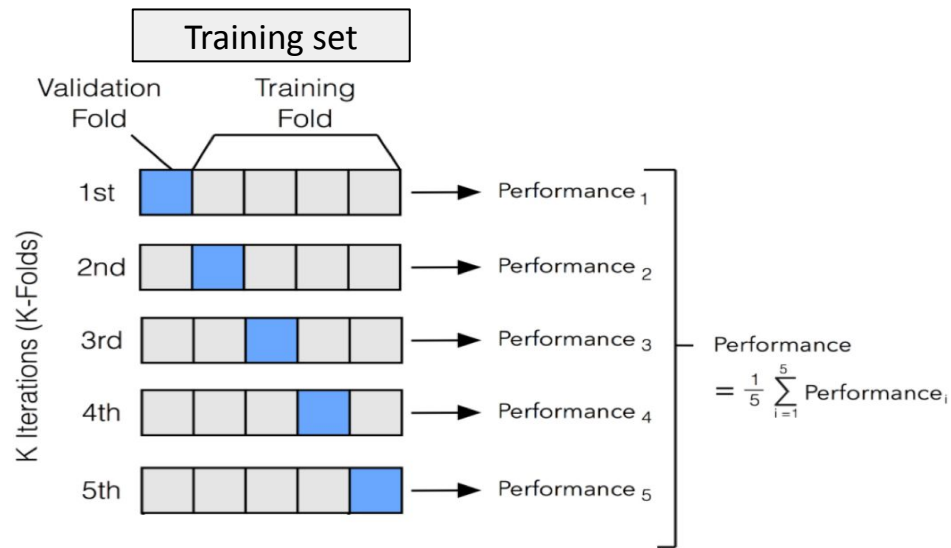 Training set
Validation
Fold
Training
Fold
K Iterations (K-Folds)
1st
Performance 1
2nd
Performance 2
3rd
Performance 3
4th
Performance 4
5th
Performance 5
Performance
= 1/5 5∑i=1 Performance i